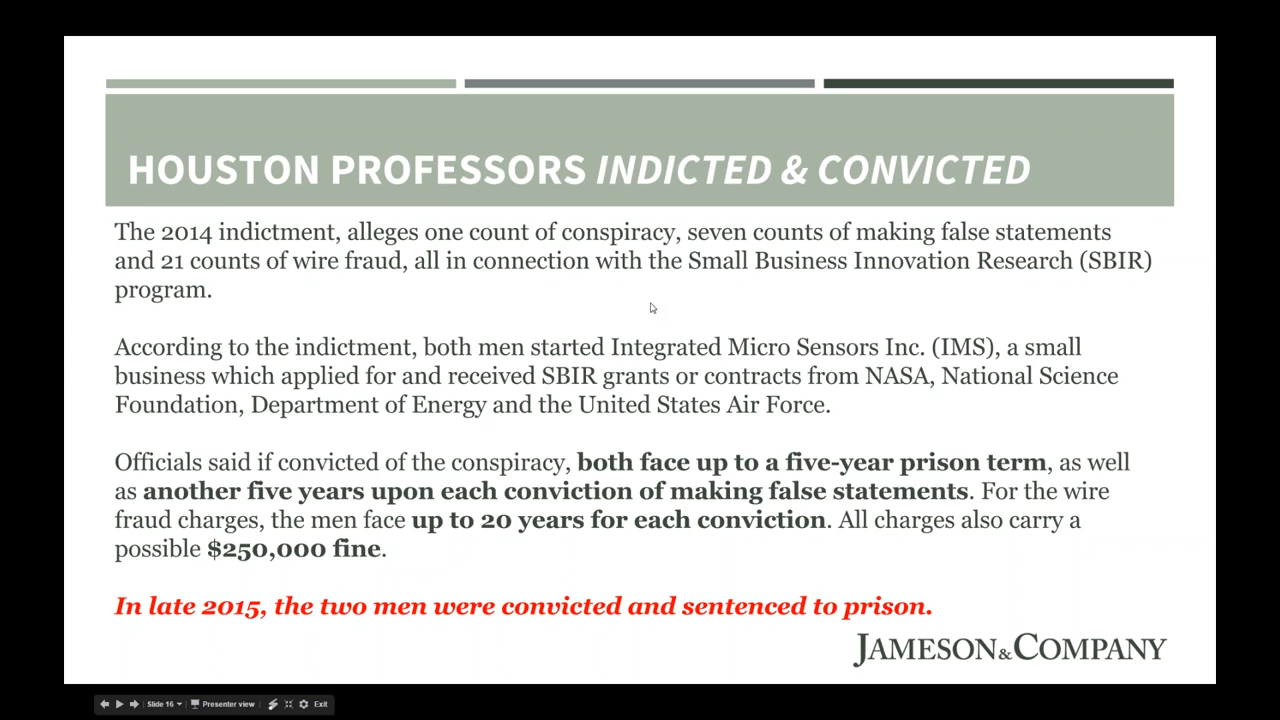 HOUSTON PROFESSORS INDICTED & CONVICTED
The 2014 indictment, alleges one count of conspiracy, seven counts of making false statements
and 21 counts of wire fraud, all in connection with the Small Business Innovation Research (SBIR)
program.
According to the indictment, both men started Integrated Micro Sensors Inc. (IMS), a small
business which applied for and received SBIR grants or contracts from NASA, National Science
Foundation, Department of Energy and the United States Air Force.
Officials said if convicted of the conspiracy, both face up to a five-year prison term, as well
as another five years upon each conviction of making false statements. For the wire
fraud charges, the men face up to 20 years for each conviction. All charges also carry a
possible $250,000 fine.
In late 2015, the two men were convicted and sentenced to prison.
JAMESON&COMPANY
Slide 16 Presenter view Exit